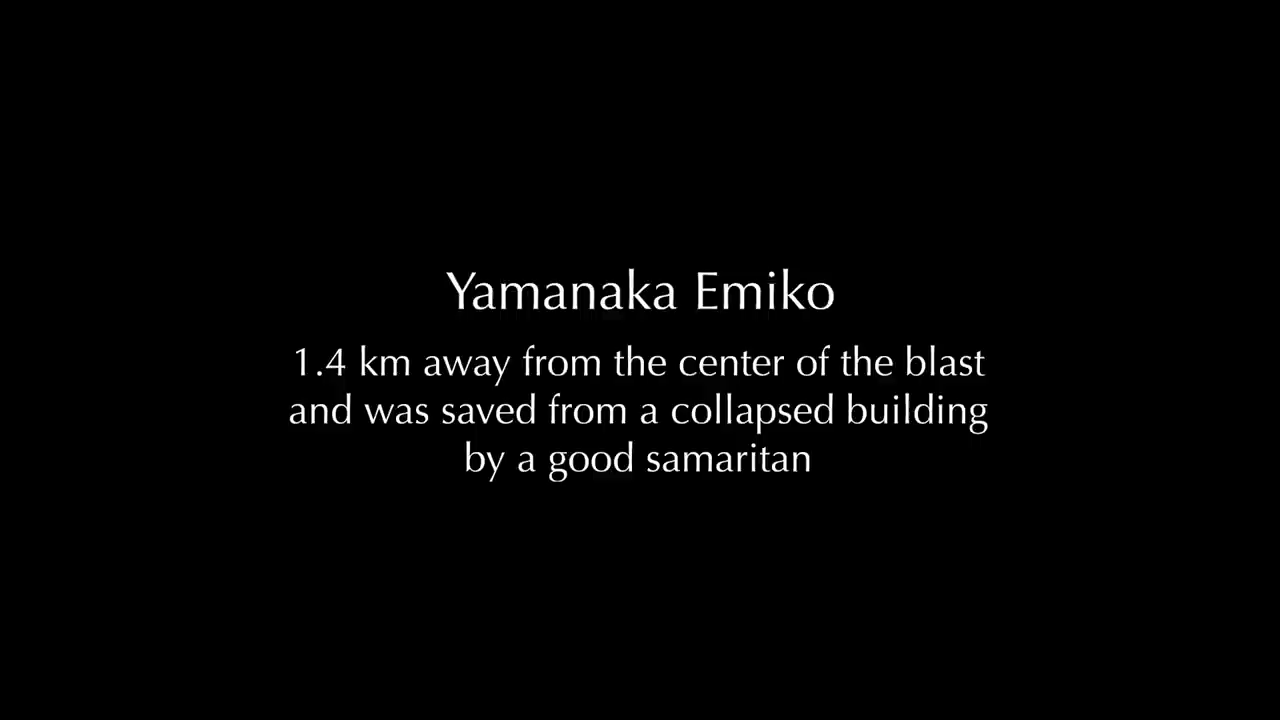 Yamanaka Emiko
1.4 km away from the center of the blast
and was saved from a collapsed building
by a good samaritan